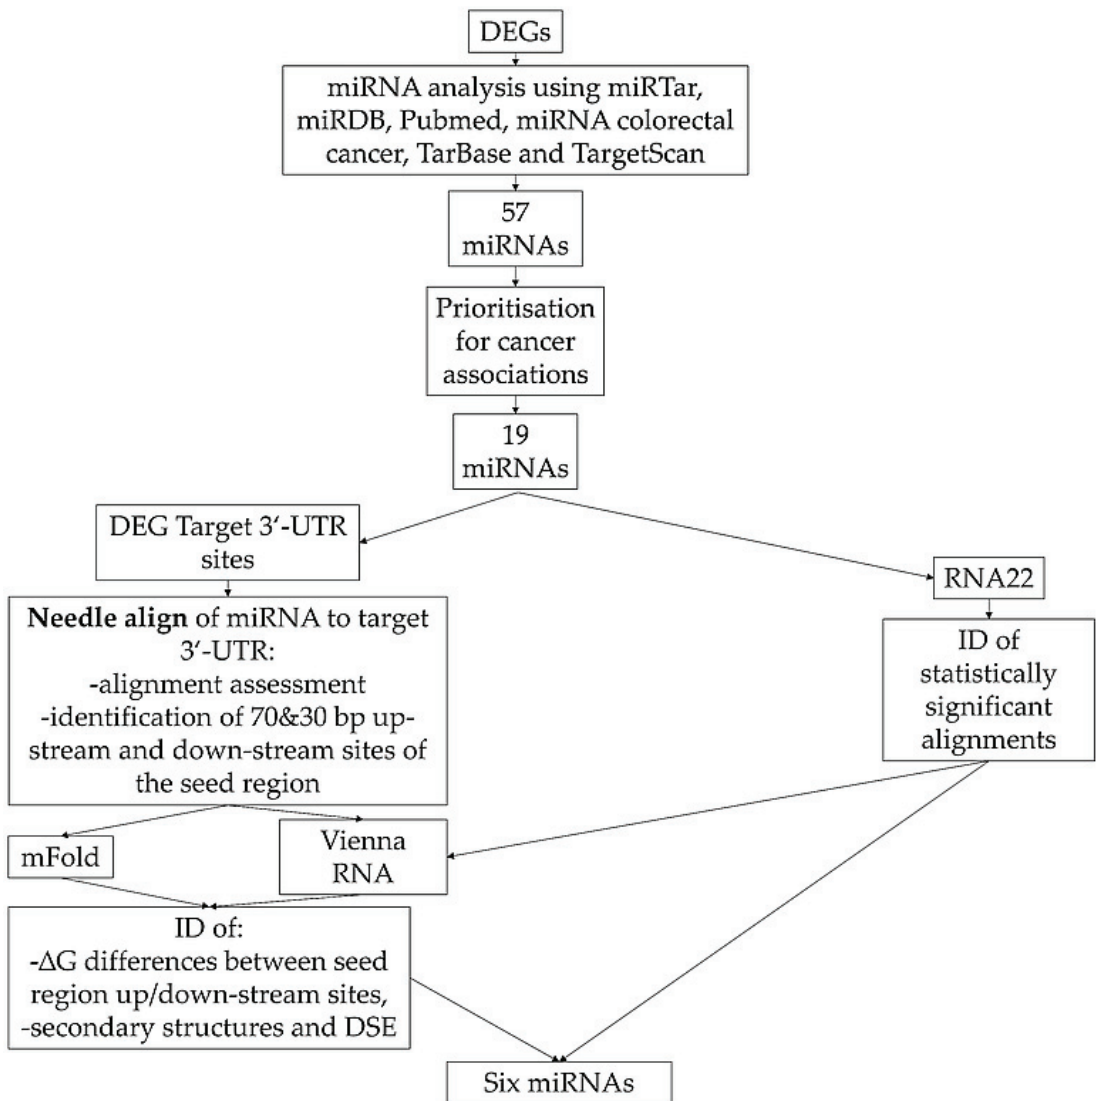 DEGs
miRNA analysis using miRTar,
miRDB, Pubmed, miRNA colorectal
cancer, TarBase and TargetScan
57
miRNAs
Prioritisation
for cancer
associations
19
miRNAs
DEG Target 3‘-UTR
sites
RNA22
Needle align of miRNA to target
3‘-UTR:
-alignment assessment
-identification of 70&30 bp up-
stream and down-stream sites of
the seed region
ID of
statistically
significant
alignments
mFold
Vienna
RNA
ID of:
-ΔG differences between seed
region up/down-stream sites,
-secondary structures and DSE
Six miRNAs